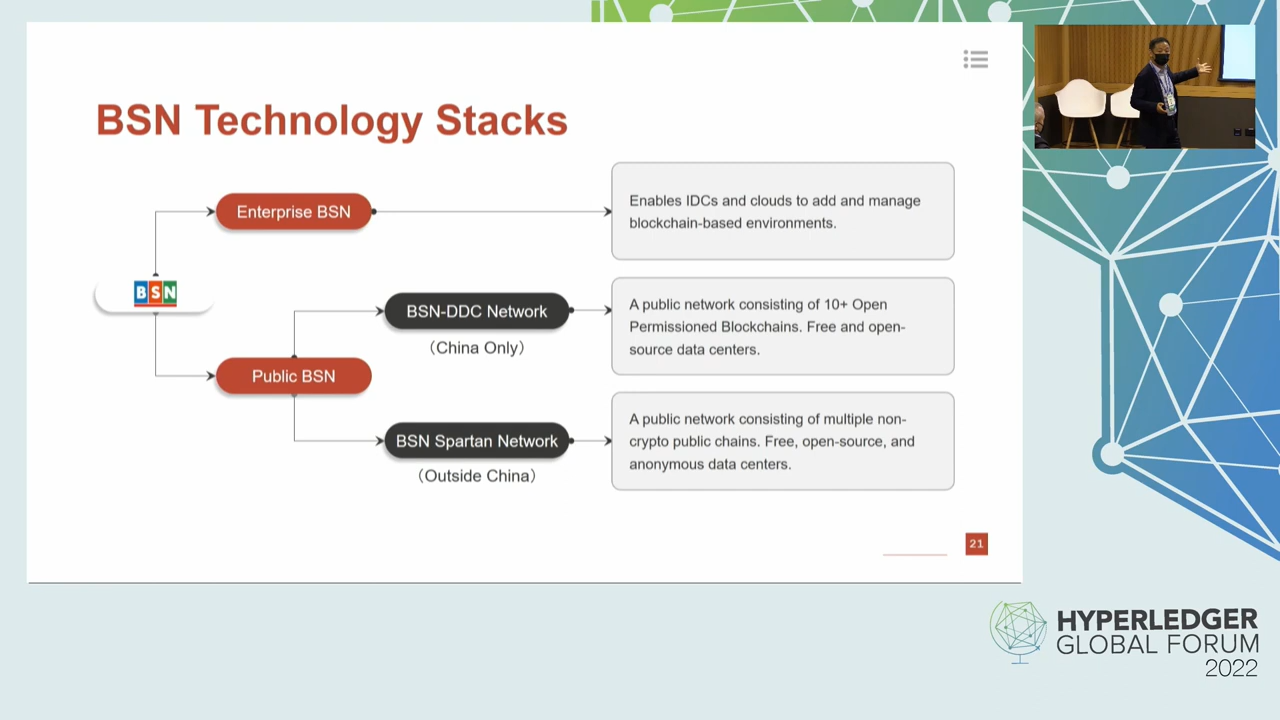 BSN Technology Stacks
Enterprise BSN
Enables IDCs and clouds to add and manage
blockchain-based environments.
BSN
BSN-DDC Network
(China Only)
A public network consisting of 10+ Open
Permissioned Blockchains. Free and open-
source data centers.
Public BSN
BSN Spartan Network
(Outside China)
A public network consisting of multiple non-
crypto public chains. Free, open-source, and
anonymous data centers.
21
HYPERLEDGER
GLOBAL FORUM
2022